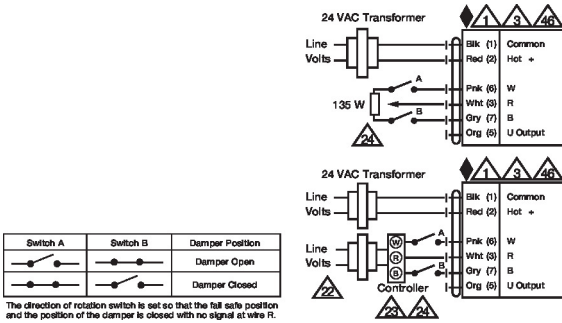 24 VAC Transformer
1 3 46
Line
Volts
Blk (1) Common
Red (2) Hot +
A
Pnk (6) W
135 W
Wht (3) R
B
Gry (7) B
24
Org (5) U Output
24 VAC Transformer
1 3 46
Line
Volts
Blk (1) Common
Red (2) Hot +
A
W
Pnk (6) W
Line
Volts
R
Wht (3) R
B
B
Gry (7) B
22
Controller
Org (5) U Output
23 24
Switch A Switch B Damper Position
Damper Open
Damper Closed
The direction of rotation switch is set so that the fail safe position
and the position of the damper is closed with no signal at wire R.